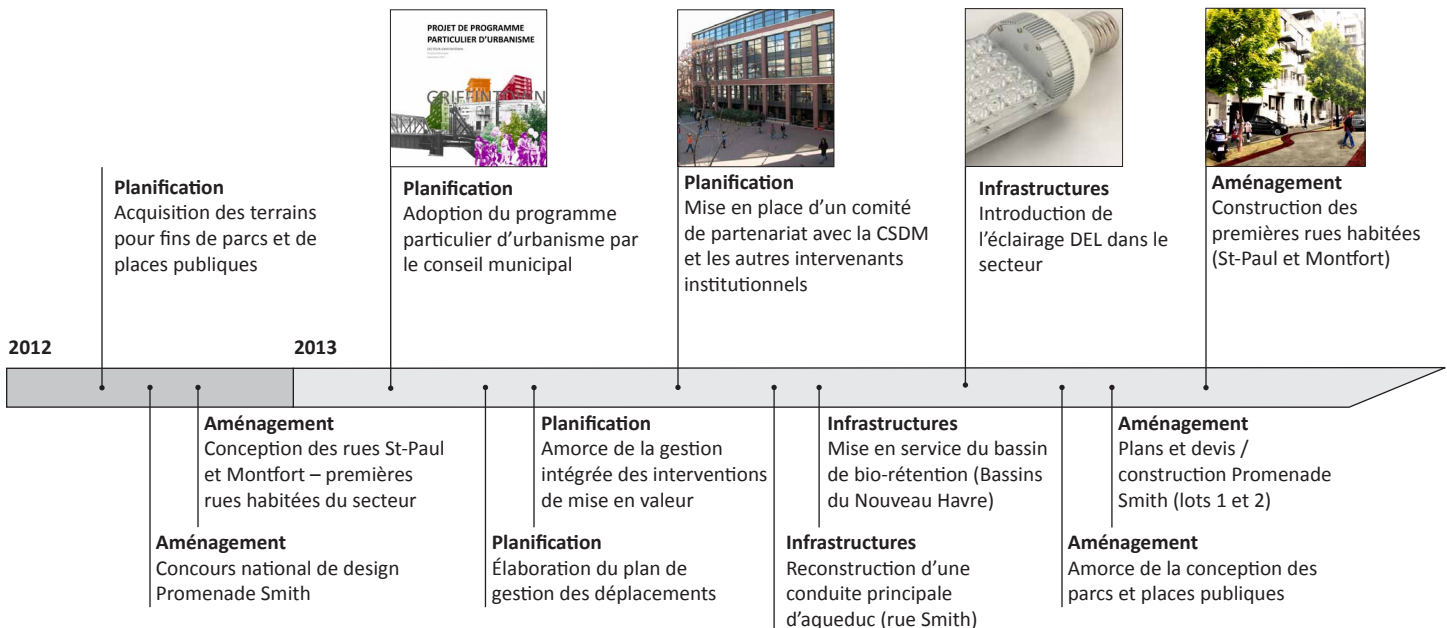 PROJET DE PROGRAMME
PARTICULIER D'URBANISME
GRIFFINTOWN
Planification
Acquisition des terrains
pour fins de parcs et de
places publiques
Planification
Adoption du programme
particulier d'urbanisme par
le conseil municipal
Planification
Mise en place d'un comité
de partenariat avec la CSDM
et les autres intervenants
institutionnels
Infrastructures
Introduction de
l'éclairage DEL dans le
secteur
Aménagement
Construction des
premières rues habitées
(St-Paul et Montfort)
2012
2013
Aménagement
Conception des rues St-Paul
et Montfort – premières
rues habitées du secteur
Planification
Amorce de la gestion
intégrée des interventions
de mise en valeur
Infrastructures
Mise en service du bassin
de bio-rétention (Bassins
du Nouveau Havre)
Aménagement
Plans et devis /
construction Promenade
Smith (lots 1 et 2)
Aménagement
Concours national de design
Promenade Smith
Planification
Élaboration du plan de
gestion des déplacements
Infrastructures
Reconstruction d'une
conduite principale
d'aqueduc (rue Smith)
Aménagement
Amorce de la conception des
parcs et places publiques